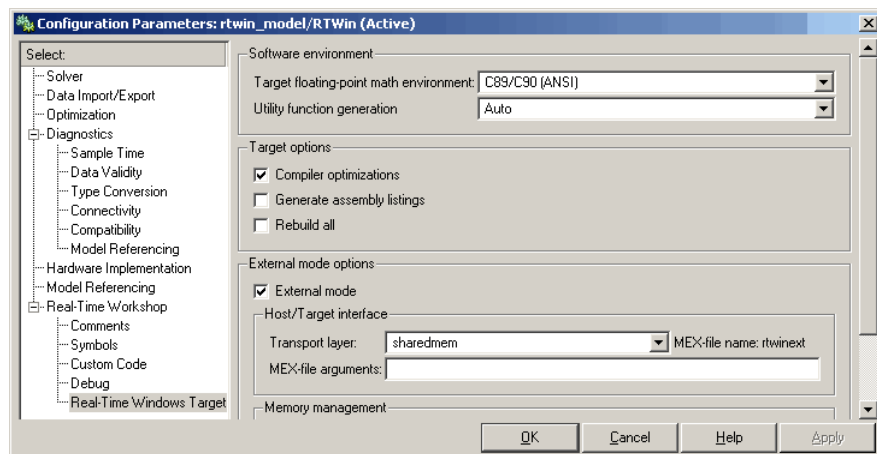 Configuration Parameters: rtwin_model/RTWin (Active)
Select:
Solver
Data Import/Export
Optimization
Diagnostics
Sample Time
Data Validity
Type Conversion
Connectivity
Compatibility
Model Referencing
Hardware Implementation
Model Referencing
Real-Time Workshop
Comments
Symbols
Custom Code
Debug
Real-Time Windows Target
Software environment
Target floating-point math environment: C89/C90 (ANSI)
Utility function generation Auto
Target options
Compiler optimizations
Generate assembly listings
Rebuild all
External mode options
External mode
Host/Target interface
Transport layer: sharedmem MEX-file name: rtwinext
MEX-file arguments:
Memory management
OK Cancel Help Apply